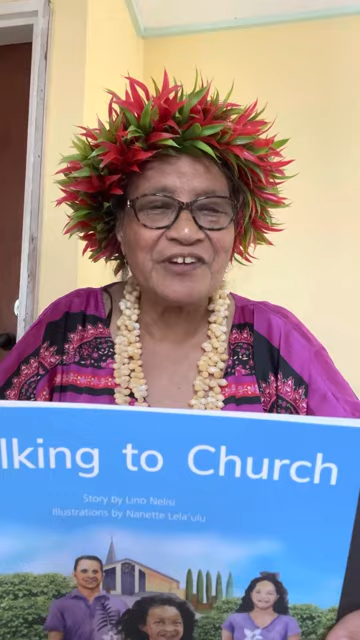 lking to Church
Story by Lino Nelisi
Illustrations by Nanette Lela'ulu